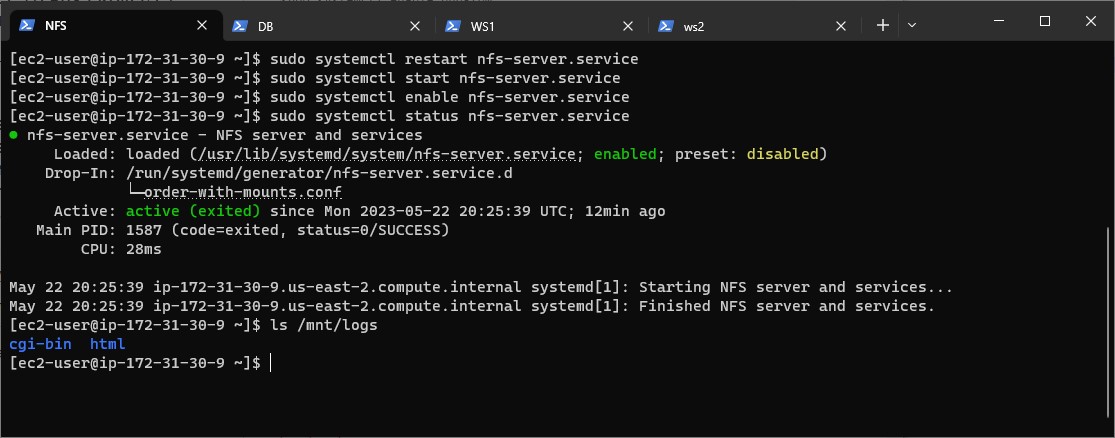 NFS
DB
WS1
ws2
[ec2-user@ip-172-31-30-9 ~]$ sudo systemctl restart nfs-server.service
[ec2-user@ip-172-31-30-9 ~]$ sudo systemctl start nfs-server.service
[ec2-user@ip-172-31-30-9 ~]$ sudo systemctl enable nfs-server.service
[ec2-user@ip-172-31-30-9 ~]$ sudo systemctl status nfs-server.service
● nfs-server.service - NFS server and services
     Loaded: loaded (/usr/lib/systemd/system/nfs-server.service; enabled; preset: disabled)
    Drop-In: /run/systemd/generator/nfs-server.service.d
             └─order-with-mounts.conf
     Active: active (exited) since Mon 2023-05-22 20:25:39 UTC; 12min ago
   Main PID: 1587 (code=exited, status=0/SUCCESS)
        CPU: 28ms
May 22 20:25:39 ip-172-31-30-9.us-east-2.compute.internal systemd[1]: Starting NFS server and services...
May 22 20:25:39 ip-172-31-30-9.us-east-2.compute.internal systemd[1]: Finished NFS server and services.
[ec2-user@ip-172-31-30-9 ~]$ ls /mnt/logs
cgi-bin  html
[ec2-user@ip-172-31-30-9 ~]$